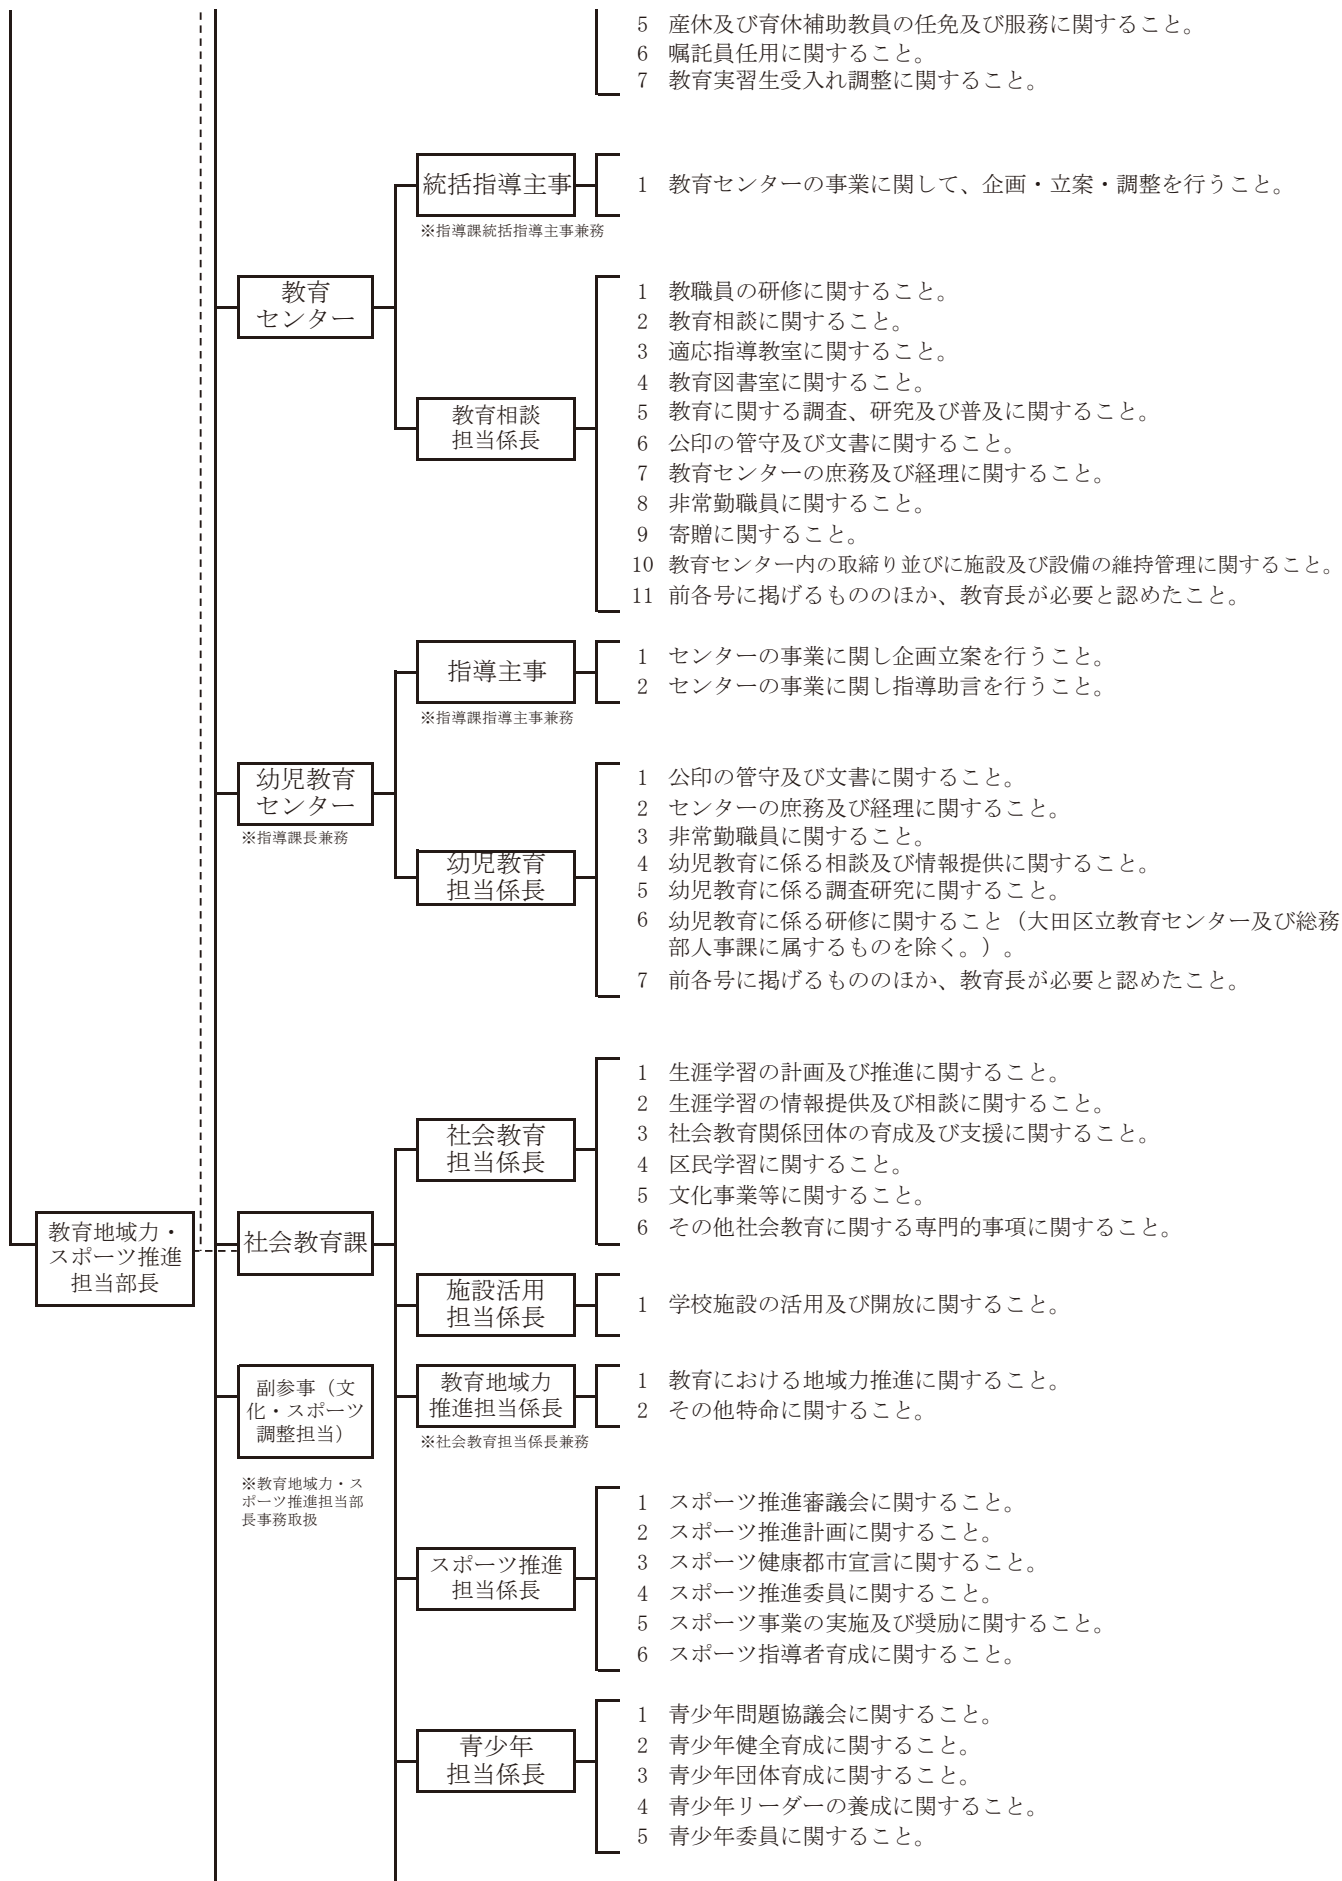 5 産休及び育休補助教員の任免及び服務に関すること。
6 嘱託員任用に関すること。
7 教育実習生受入れ調整に関すること。
統括指導主事
※指導課統括指導主事兼務
1 教育センターの事業に関して、企画・立案・調整を行うこと。
教育
センター
教育相談
担当係長
1 教職員の研修に関すること。
2 教育相談に関すること。
3 適応指導教室に関すること。
4 教育図書室に関すること。
5 教育に関する調査、研究及び普及に関すること。
6 公印の管守及び文書に関すること。
7 教育センターの庶務及び経理に関すること。
8 非常勤職員に関すること。
9 寄贈に関すること。
10 教育センター内の取締り並びに施設及び設備の維持管理に関すること。
11 前各号に掲げるもののほか、教育長が必要と認めたこと。
指導主事
※指導課指導主事兼務
1 センターの事業に関し企画立案を行うこと。
2 センターの事業に関し指導助言を行うこと。
幼児教育
センター
※指導課長兼務
幼児教育
担当係長
1 公印の管守及び文書に関すること。
2 センターの庶務及び経理に関すること。
3 非常勤職員に関すること。
4 幼児教育に係る相談及び情報提供に関すること。
5 幼児教育に係る調査研究に関すること。
6 幼児教育に係る研修に関すること（大田区立教育センター及び総務
部人事課に属するものを除く。）。
7 前各号に掲げるもののほか、教育長が必要と認めたこと。
教育地域力・
スポーツ推進
担当部長
社会教育課
社会教育
担当係長
1 生涯学習の計画及び推進に関すること。
2 生涯学習の情報提供及び相談に関すること。
3 社会教育関係団体の育成及び支援に関すること。
4 区民学習に関すること。
5 文化事業等に関すること。
6 その他社会教育に関する専門的事項に関すること。
施設活用
担当係長
1 学校施設の活用及び開放に関すること。
副参事（文
化・スポーツ
調整担当）
※教育地域力・ス
ポーツ推進担当部
長事務取扱
教育地域力
推進担当係長
※社会教育担当係長兼務
1 教育における地域力推進に関すること。
2 その他特命に関すること。
スポーツ推進
担当係長
1 スポーツ推進審議会に関すること。
2 スポーツ推進計画に関すること。
3 スポーツ健康都市宣言に関すること。
4 スポーツ推進委員に関すること。
5 スポーツ事業の実施及び奨励に関すること。
6 スポーツ指導者育成に関すること。
青少年
担当係長
1 青少年問題協議会に関すること。
2 青少年健全育成に関すること。
3 青少年団体育成に関すること。
4 青少年リーダーの養成に関すること。
5 青少年委員に関すること。